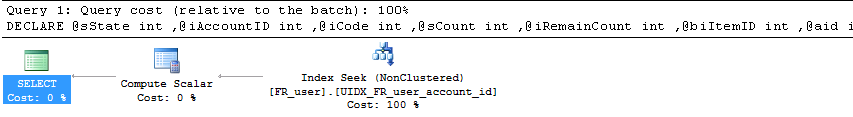 Query 1: Query cost (relative to the batch): 100%
DECLARE @sState int ,@iAccountID int ,@iCode int ,@sCount int ,@iRemainCount int ,@biItemID int ,@aid i
SELECT
Cost: 0 %
Compute Scalar
Cost: 0 %
Index Seek (NonClustered)
[FR_user].[UIDX_FR_user_account_id]
Cost: 100 %